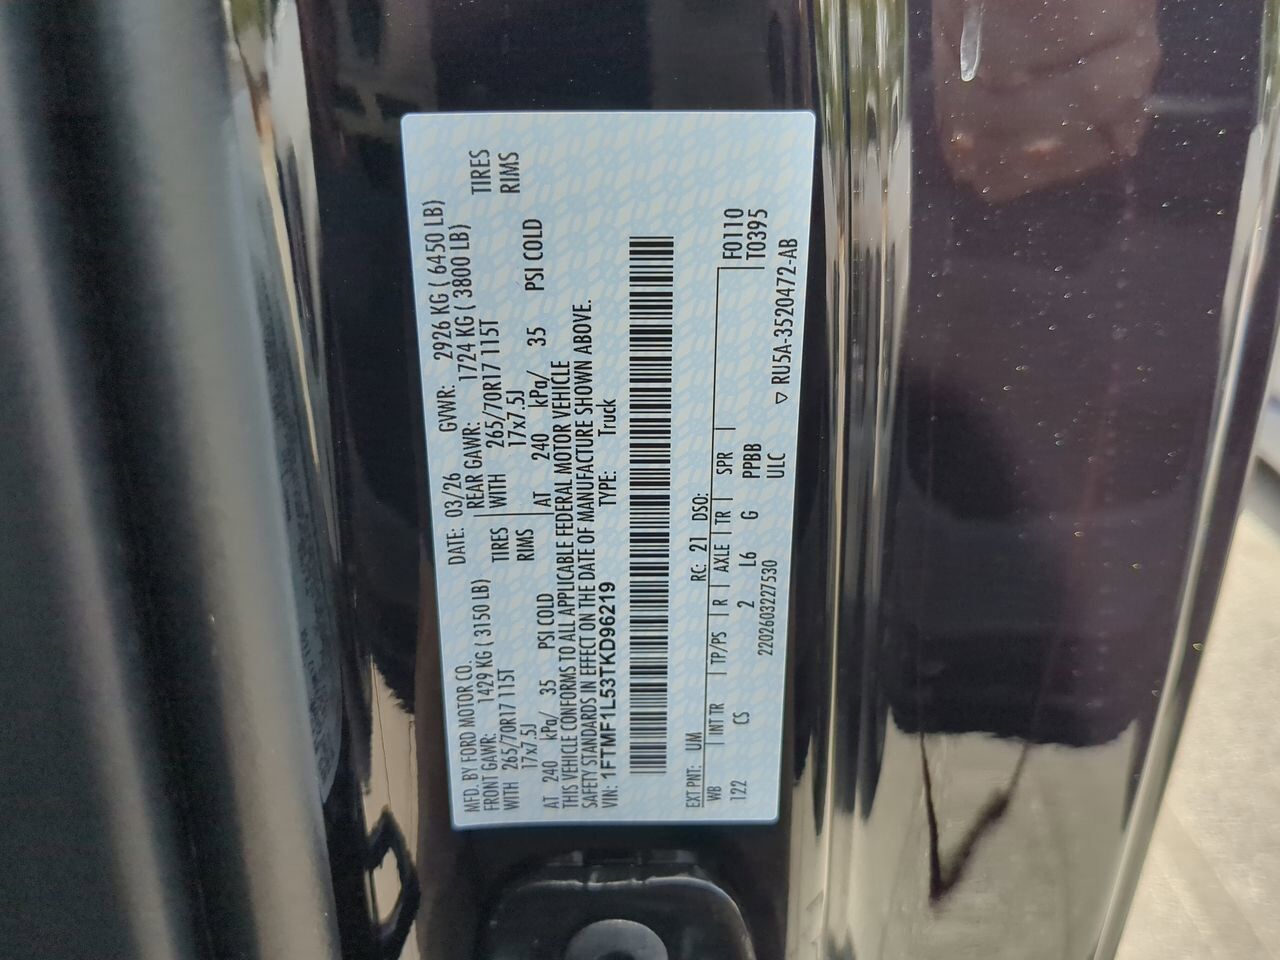 MFD. BY FORD MOTOR CO.
DATE: 03/26 GVWR: 2926 KG ( 6450 LB)
FRONT GAWR: 1429 KG ( 3150 LB) REAR GAWR: 1724 KG ( 3800 LB)
WITH 265/70R17 115T TIRES WITH 265/70R17 115T TIRES
17x7.5J RIMS 17x7.5J RIMS
AT 240 kPa/ 35 PSI COLD AT 240 kPa/ 35 PSI COLD
THIS VEHICLE CONFORMS TO ALL APPLICABLE FEDERAL MOTOR VEHICLE
SAFETY STANDARDS IN EFFECT ON THE DATE OF MANUFACTURE SHOWN ABOVE.
VIN: 1FTMF1L53TKD96219 TYPE: Truck
EXT PNT: UM RC: 21 DSO:
WB INT TR TP/PS R AXLE TR SPR F0110
122 CS 2 L6 G PPBB T0395
2202603227530 ULC ▽ RU5A-3520472-AB